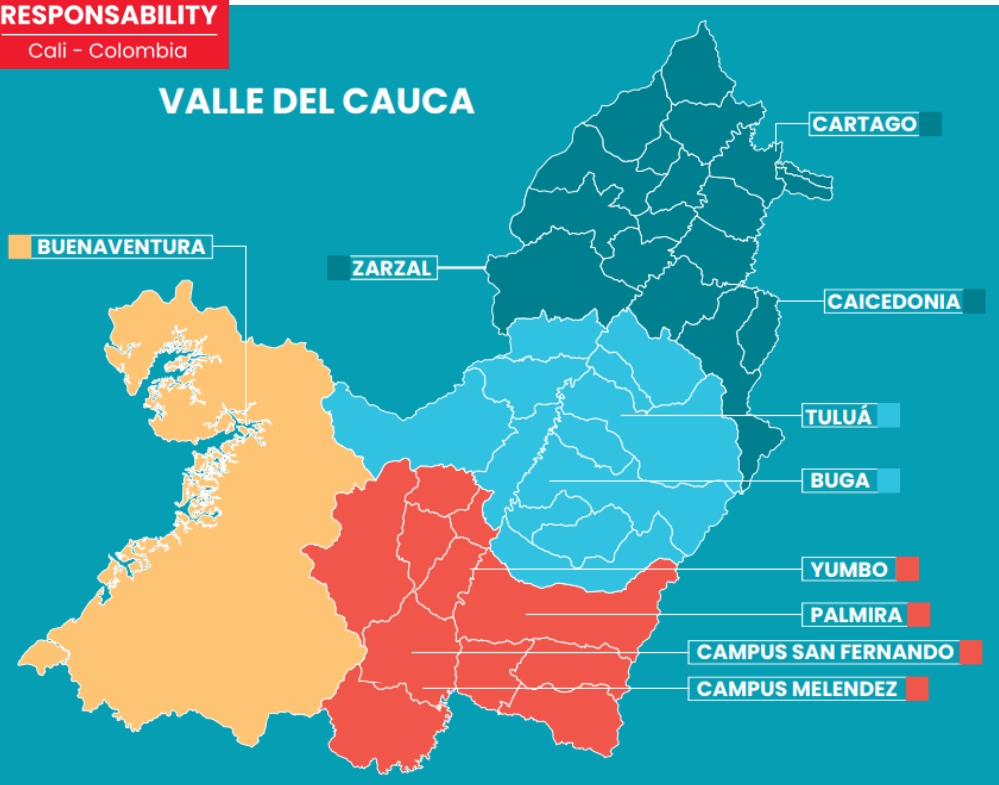 RESPONSABILITY
Cali - Colombia
VALLE DEL CAUCA
CARTAGO
BUENAVENTURA
ZARZAL
CAICEDONIA
TULUÁ
BUGA
YUMBO
PALMIRA
CAMPUS SAN FERNANDO
CAMPUS MELENDEZ